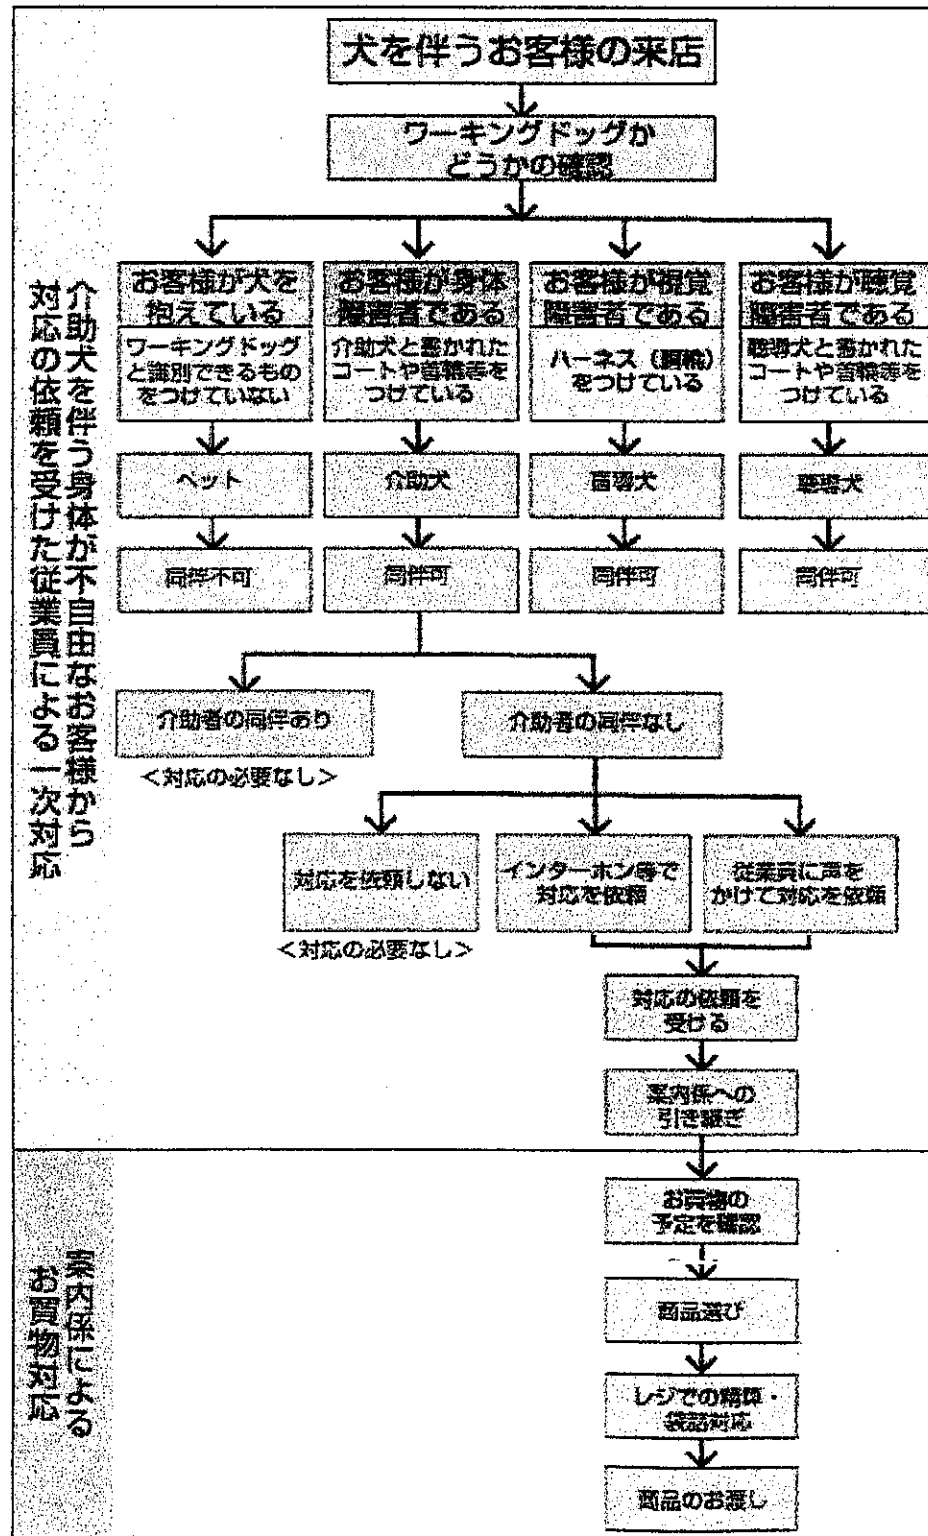 犬を伴うお客様の来店
ワーキングドッグか
どうかの確認
お客様が犬を
抱えている
ワーキングドッグ
と識別できるもの
をつけていない
ペット
同伴不可
お客様が身体
障害者である
介助犬と書かれた
コートや首輪等を
つけている
介助犬
同伴可
お客様が視覚
障害者である
ハーネス（胴輪）
をつけている
盲導犬
同伴可
お客様が聴覚
障害者である
聴導犬と書かれた
コートや首輪等を
つけている
聴導犬
同伴可
介助者の同伴あり
＜対応の必要なし＞
介助者の同伴なし
対応を依頼しない
＜対応の必要なし＞
インターホン等で
対応を依頼
従業員に声を
かけて対応を依頼
対応の依頼を
受ける
案内係への
引き継ぎ
お買物の
予定を確認
商品選び
レジでの精算・
袋詰対応
商品のお渡し
介助犬を伴う身体が不自由なお客様から
対応の依頼を受けた従業員による一次対応
案内係による
お買物対応